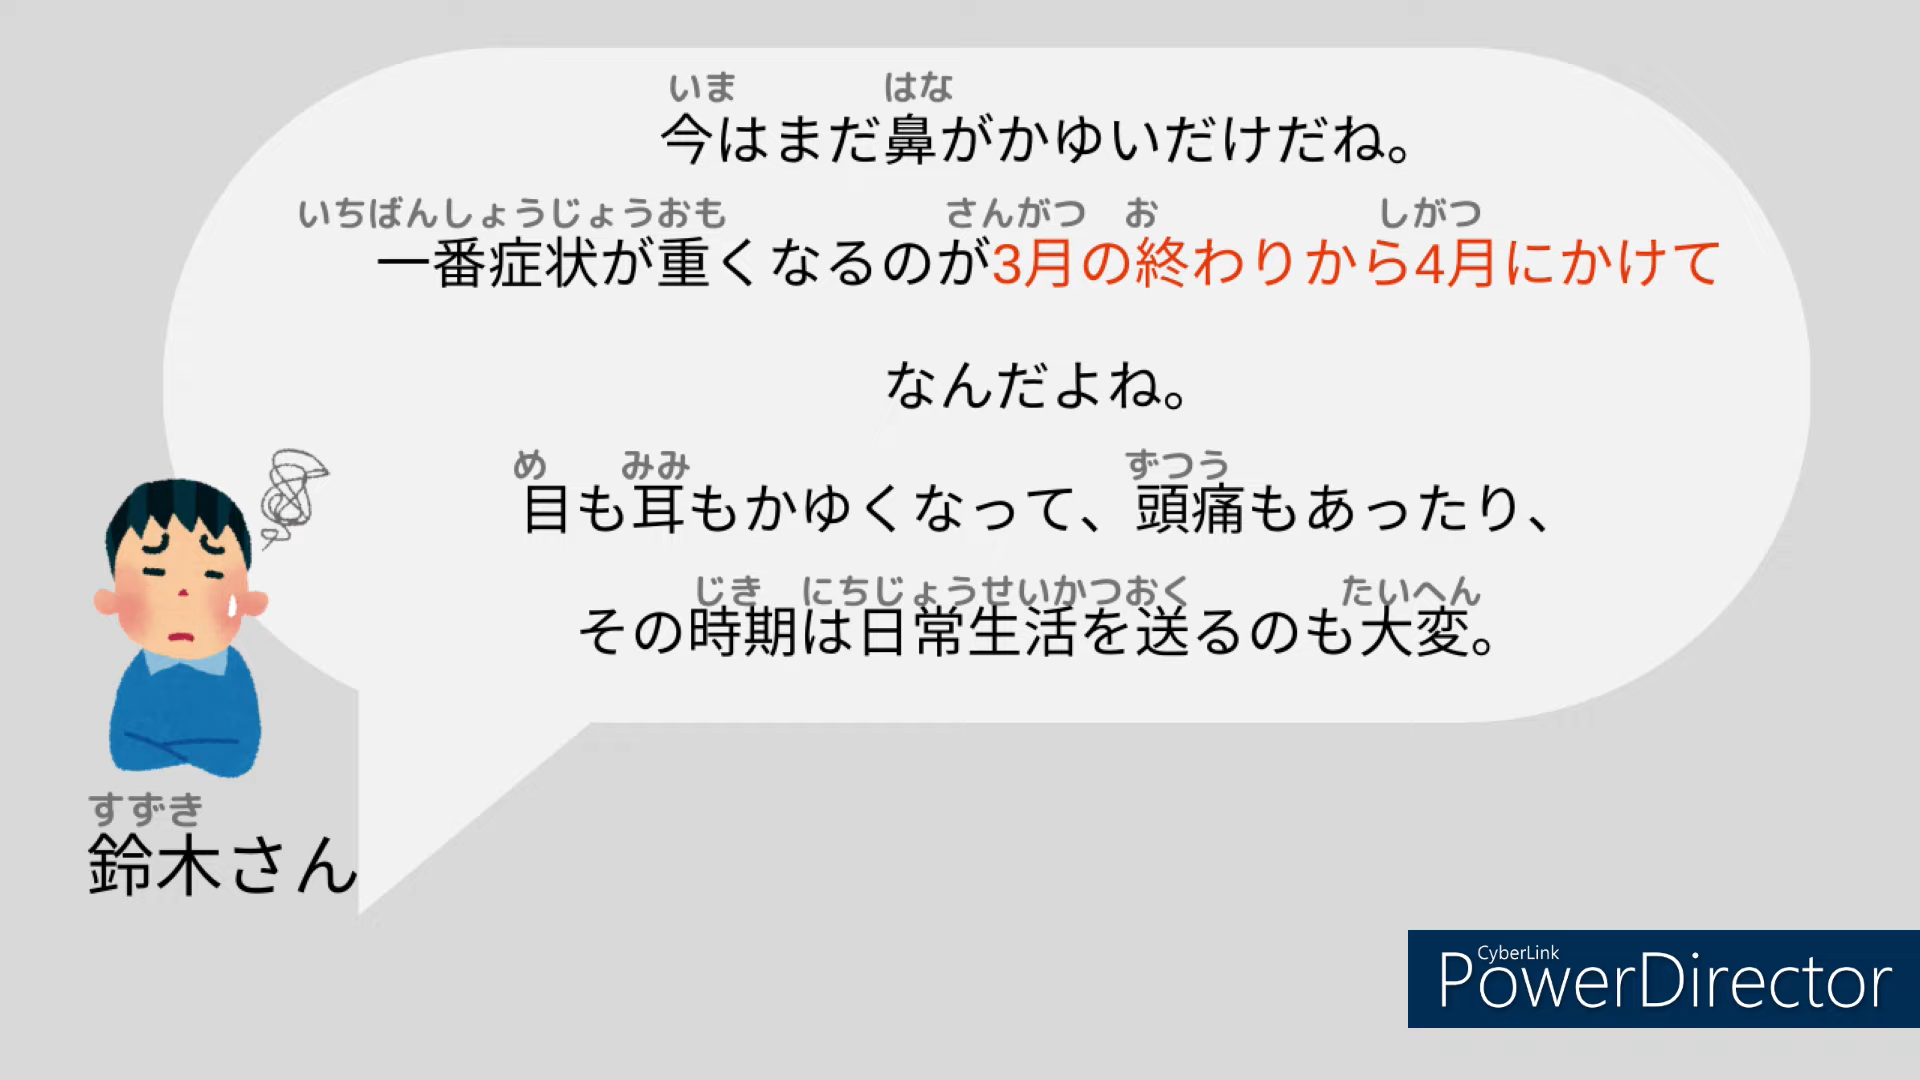 いま はな
今はまだ鼻がかゆいだけだね。
いちばんしょうじょうおも さんがつ お しがつ
一番症状が重くなるのが3月の終わりから4月にかけて
なんだよね。
め みみ ずつう
目も耳もかゆくなって、頭痛もあったり、
じき にちじょうせいかつおく たいへん
その時期は日常生活を送るのも大変。
すずき
鈴木さん
CyberLink
PowerDirector